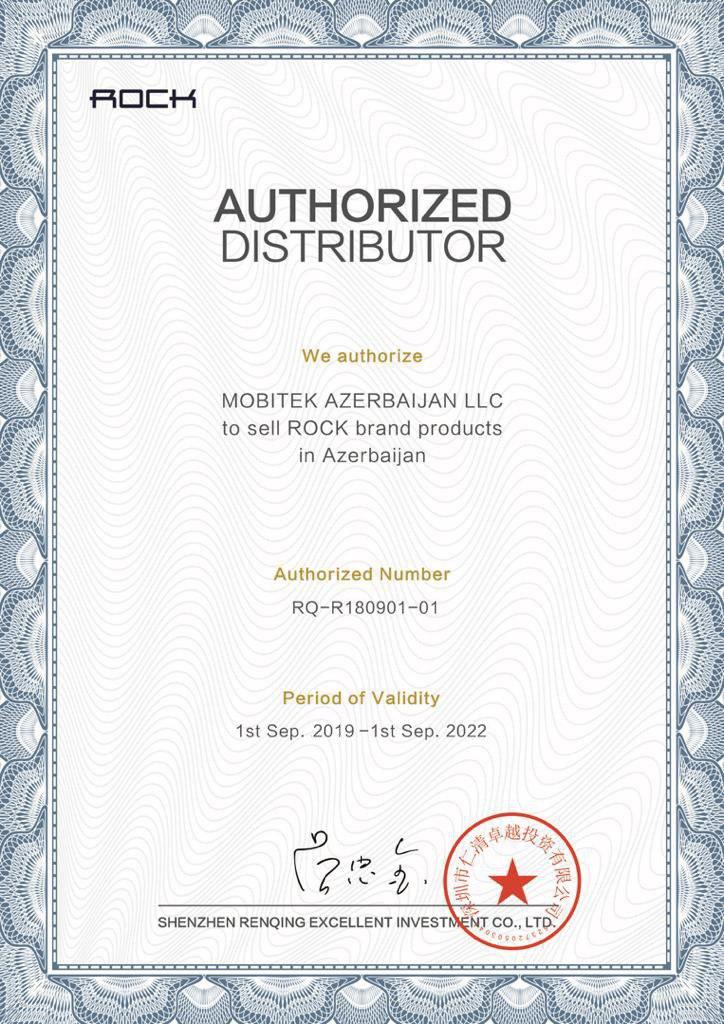 ROCK
AUTHORIZED
DISTRIBUTOR
We authorize
MOBITEK AZERBAIJAN LLC
to sell ROCK brand products
in Azerbaijan
Authorized Number
RQ-R180901-01
Period of Validity
1st Sep. 2019-1st Sep. 2022
深圳市仁清卓越投资有限公司
SHENZHEN RENQING EXCELLENT INVESTMENT CO., LTD.